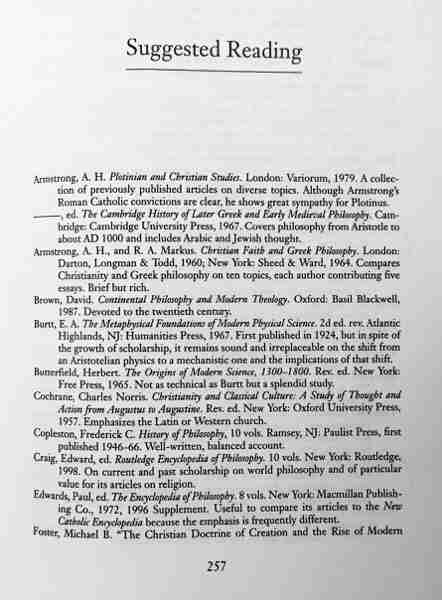 Suggested Reading
Armstrong, A. H. Plotinian and Christian Studies. London: Variorum, 1979. A collec-
tion of previously published articles on diverse topics. Although Armstrong's
Roman Catholic convictions are clear, he shows great sympathy for Plotinus.
———, ed. The Cambridge History of Later Greek and Early Medieval Philosophy. Cam-
bridge: Cambridge University Press, 1967. Covers philosophy from Aristotle to
about AD 1000 and includes Arabic and Jewish thought.
Armstrong, A. H., and R. A. Markus. Christian Faith and Greek Philosophy. London:
Darton, Longman & Todd, 1960; New York: Sheed & Ward, 1964. Compares
Christianity and Greek philosophy on ten topics, each author contributing five
essays. Brief but rich.
Brown, David. Continental Philosophy and Modern Theology. Oxford: Basil Blackwell,
1987. Devoted to the twentieth century.
Burtt, E. A. The Metaphysical Foundations of Modern Physical Science. 2d ed. rev. Atlantic
Highlands, NJ: Humanities Press, 1967. First published in 1924, but in spite of
the growth of scholarship, it remains sound and irreplaceable on the shift from
an Aristotelian physics to a mechanistic one and the implications of that shift.
Butterfield, Herbert. The Origins of Modern Science, 1300–1800. Rev. ed. New York:
Free Press, 1965. Not as technical as Burtt but a splendid study.
Cochrane, Charles Norris. Christianity and Classical Culture: A Study of Thought and
Action from Augustus to Augustine. Rev. ed. New York: Oxford University Press,
1957. Emphasizes the Latin or Western church.
Copleston, Frederick C. History of Philosophy, 10 vols. Ramsey, NJ: Paulist Press, first
published 1946–66. Well-written, balanced account.
Craig, Edward, ed. Routledge Encyclopedia of Philosophy. 10 vols. New York: Routledge,
1998. On current and past scholarship on world philosophy and of particular
value for its articles on religion.
Edwards, Paul, ed. The Encyclopedia of Philosophy. 8 vols. New York: Macmillan Publish-
ing Co., 1972, 1996 Supplement. Useful to compare its articles to the New
Catholic Encyclopedia because the emphasis is frequently different.
Foster, Michael B. "The Christian Doctrine of Creation and the Rise of Modern
257